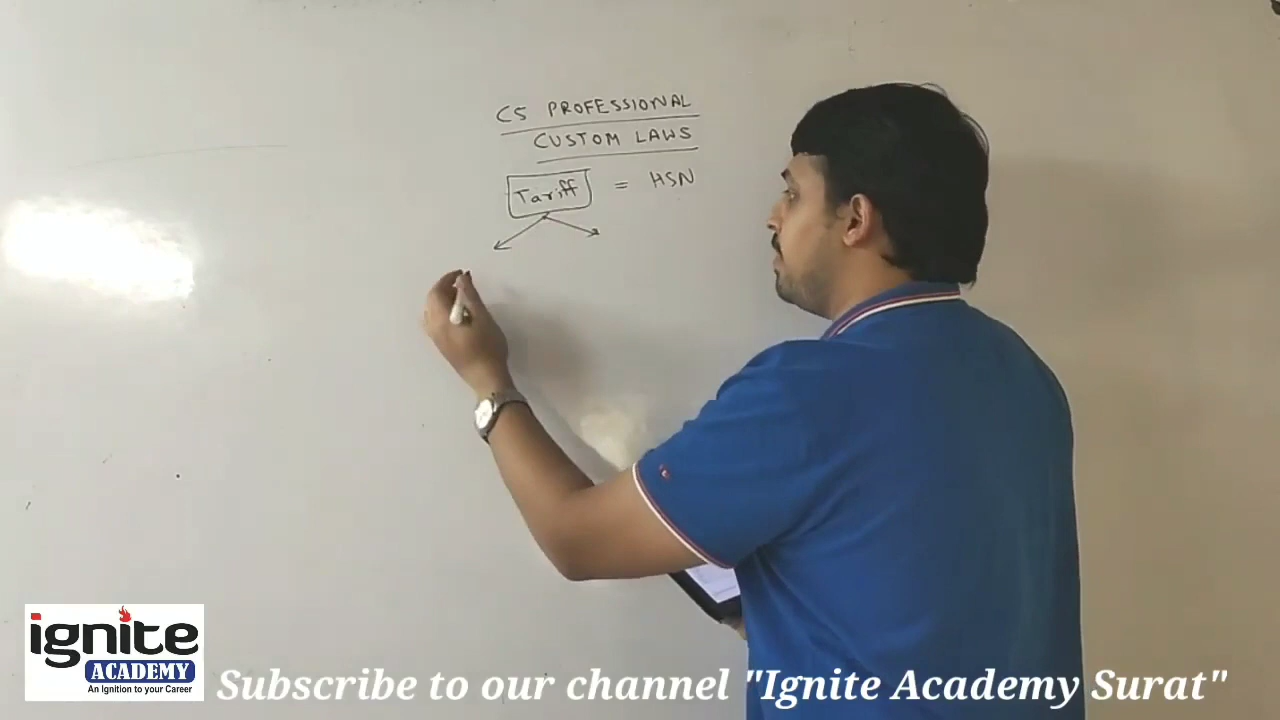 CS PROFESSIONAL
CUSTOM LAWS
Tariff = HSN
ignite
ACADEMY
An Ignition to your Career
Subscribe to our channel "Ignite Academy Surat"